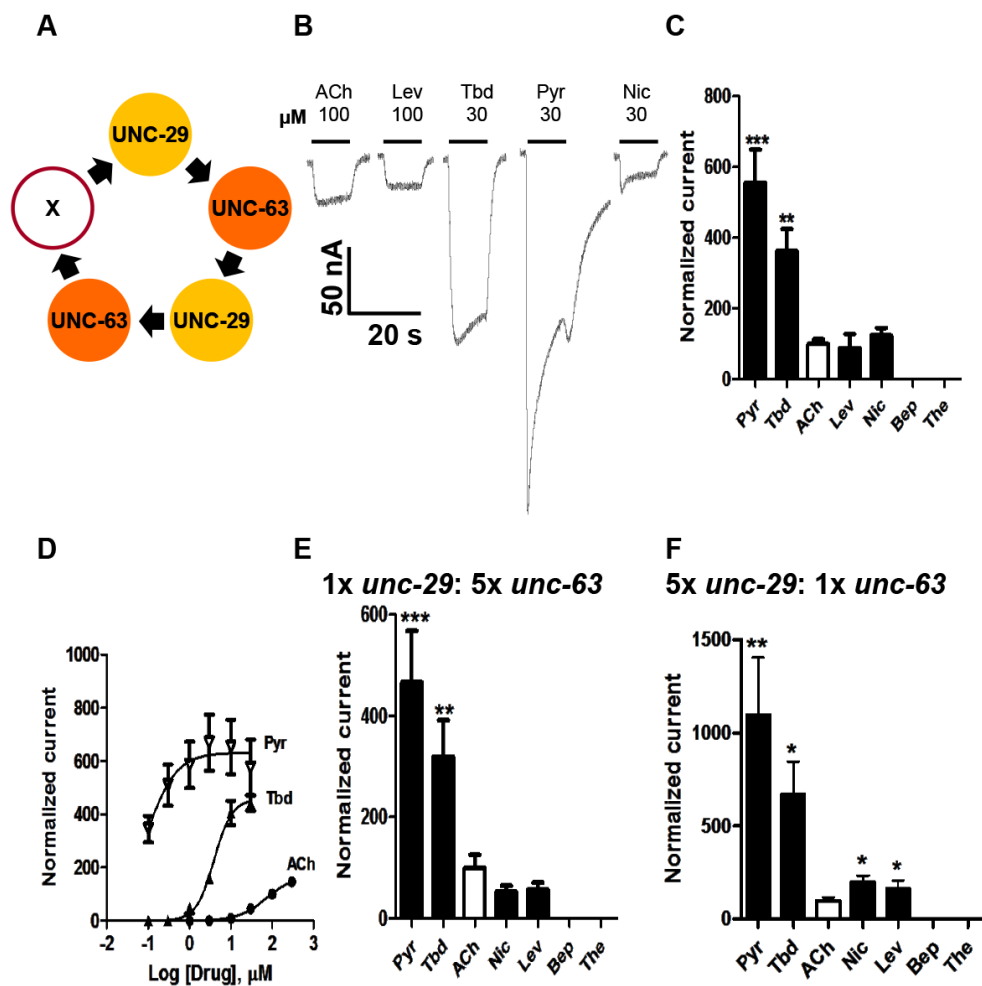 A
UNC-29
X
UNC-63
UNC-63
UNC-29
B
ACh Lev Tbd Pyr Nic
µM 100 100 30 30 30
50 nA
20 s
C
Normalized current
800
600
400
200
0
***
**
Pyr Tbd ACh Lev Nic Bep The
D
Normalized current
1000
800
600
400
200
0
Pyr
Tbd
ACh
-2 -1 0 1 2 3
Log [Drug], µM
E
1x unc-29: 5x unc-63
Normalized current
600
400
200
0
***
**
Pyr Tbd ACh Nic Lev Bep The
F
5x unc-29: 1x unc-63
Normalized current
1500
1000
500
0
**
*
* *
Pyr Tbd ACh Nic Lev Bep The